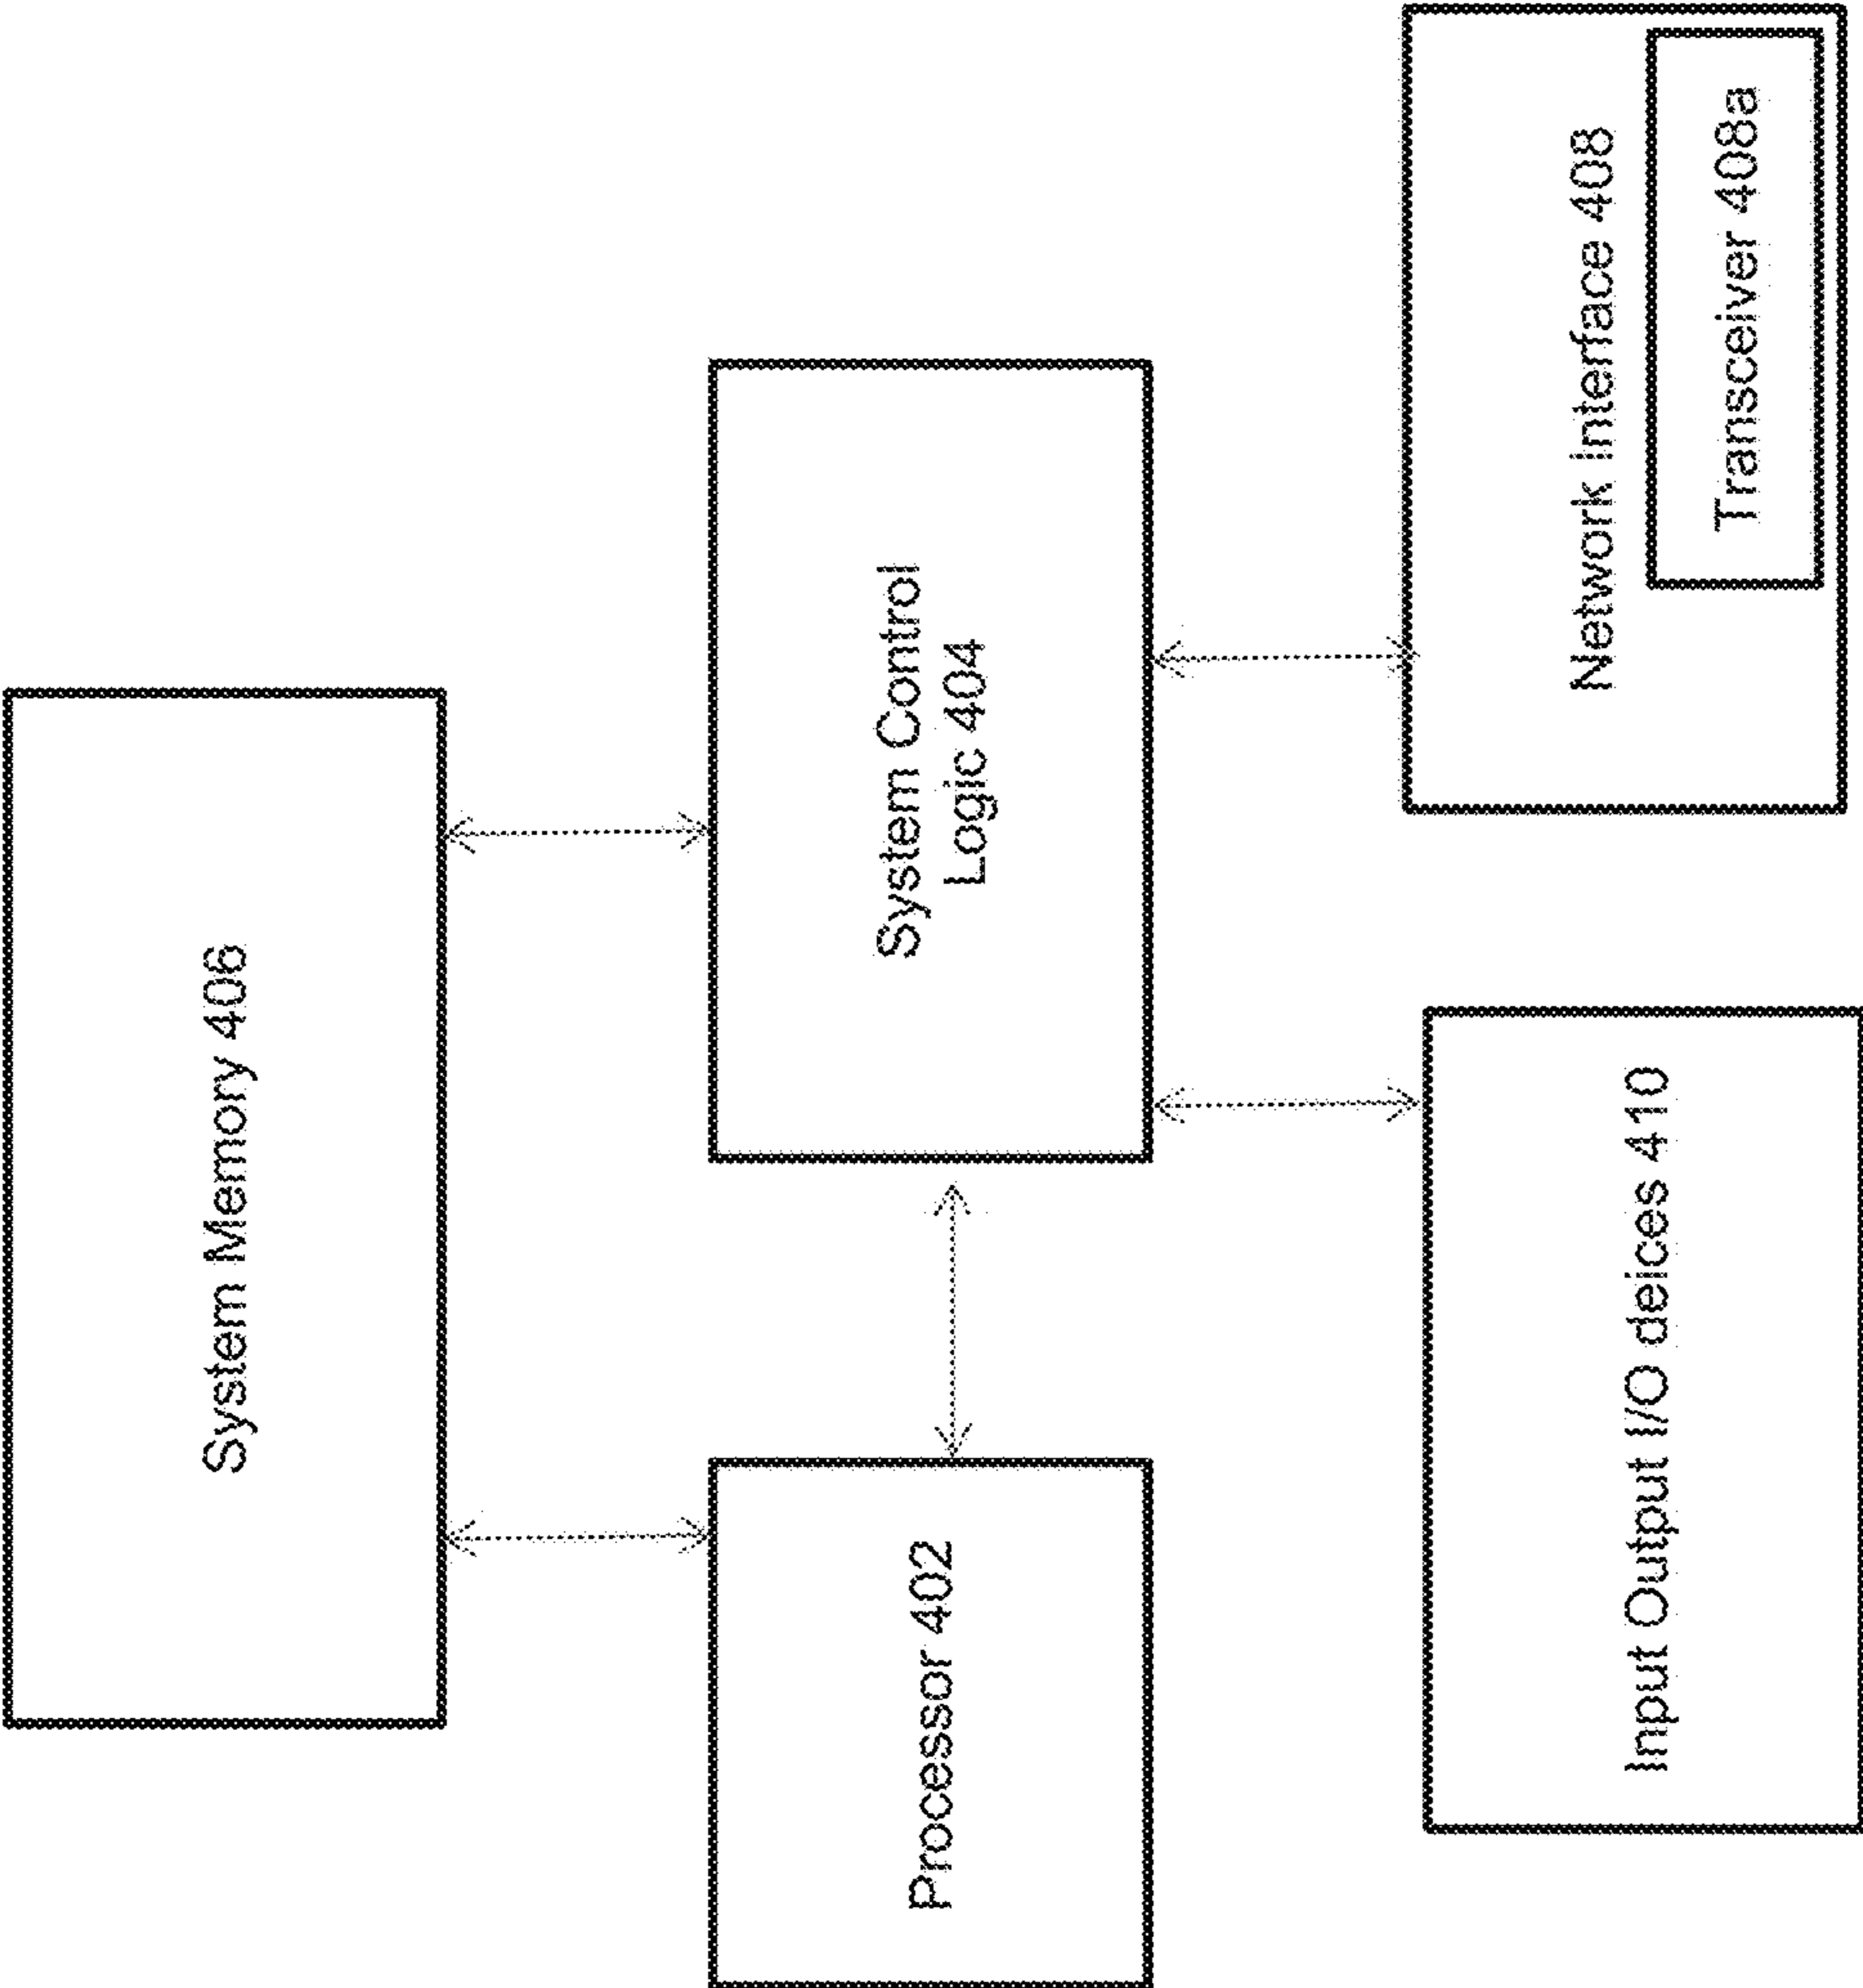 System Memory 406
Processor 402
System Control
Logic 404
Input Output I/O deices 410
Network Interface 408
Transceiver 408a